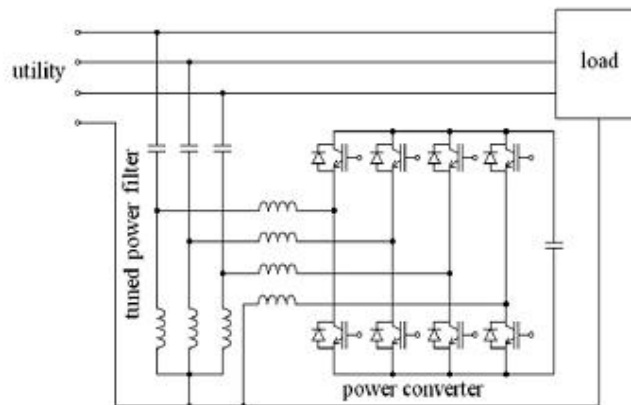 load
utility
tuned power filter
power converter